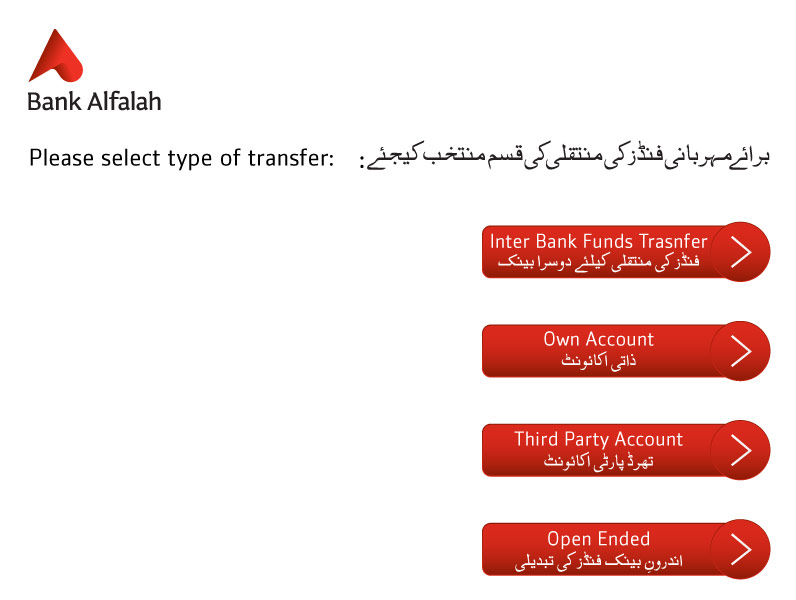 Bank Alfalah
Please select type of transfer:
برائے مہربانی فنڈز کی منتقلی کی قسم منتخب کیجئے:
Inter Bank Funds Trasnfer
فنڈز کی منتقلی کیلئے دوسرا بینک
Own Account
ذاتی اکائونٹ
Third Party Account
تھرڈ پارٹی اکائونٹ
Open Ended
اندرونِ بینک فنڈز کی تبدیلی